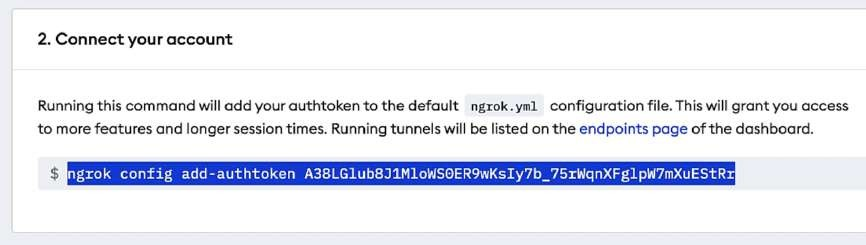 2. Connect your account
Running this command will add your authtoken to the default ngrok.yml configuration file. This will grant you access
to more features and longer session times. Running tunnels will be listed on the endpoints page of the dashboard.
$ ngrok config add-authtoken A38LGlub8J1MloWS0ER9wKsIy7b_75rWqnXFglpW7mXuEStRr